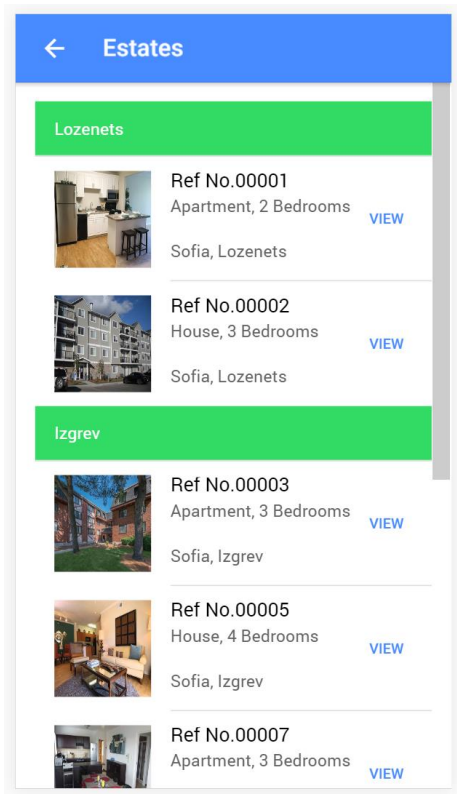 Estates
Lozenets
Ref No.00001
Apartment, 2 Bedrooms
VIEW
Sofia, Lozenets
Ref No.00002
House, 3 Bedrooms
VIEW
Sofia, Lozenets
Izgrev
Ref No.00003
Apartment, 3 Bedrooms
VIEW
Sofia, Izgrev
Ref No.00005
House, 4 Bedrooms
VIEW
Sofia, Izgrev
Ref No.00007
Apartment, 3 Bedrooms
VIEW